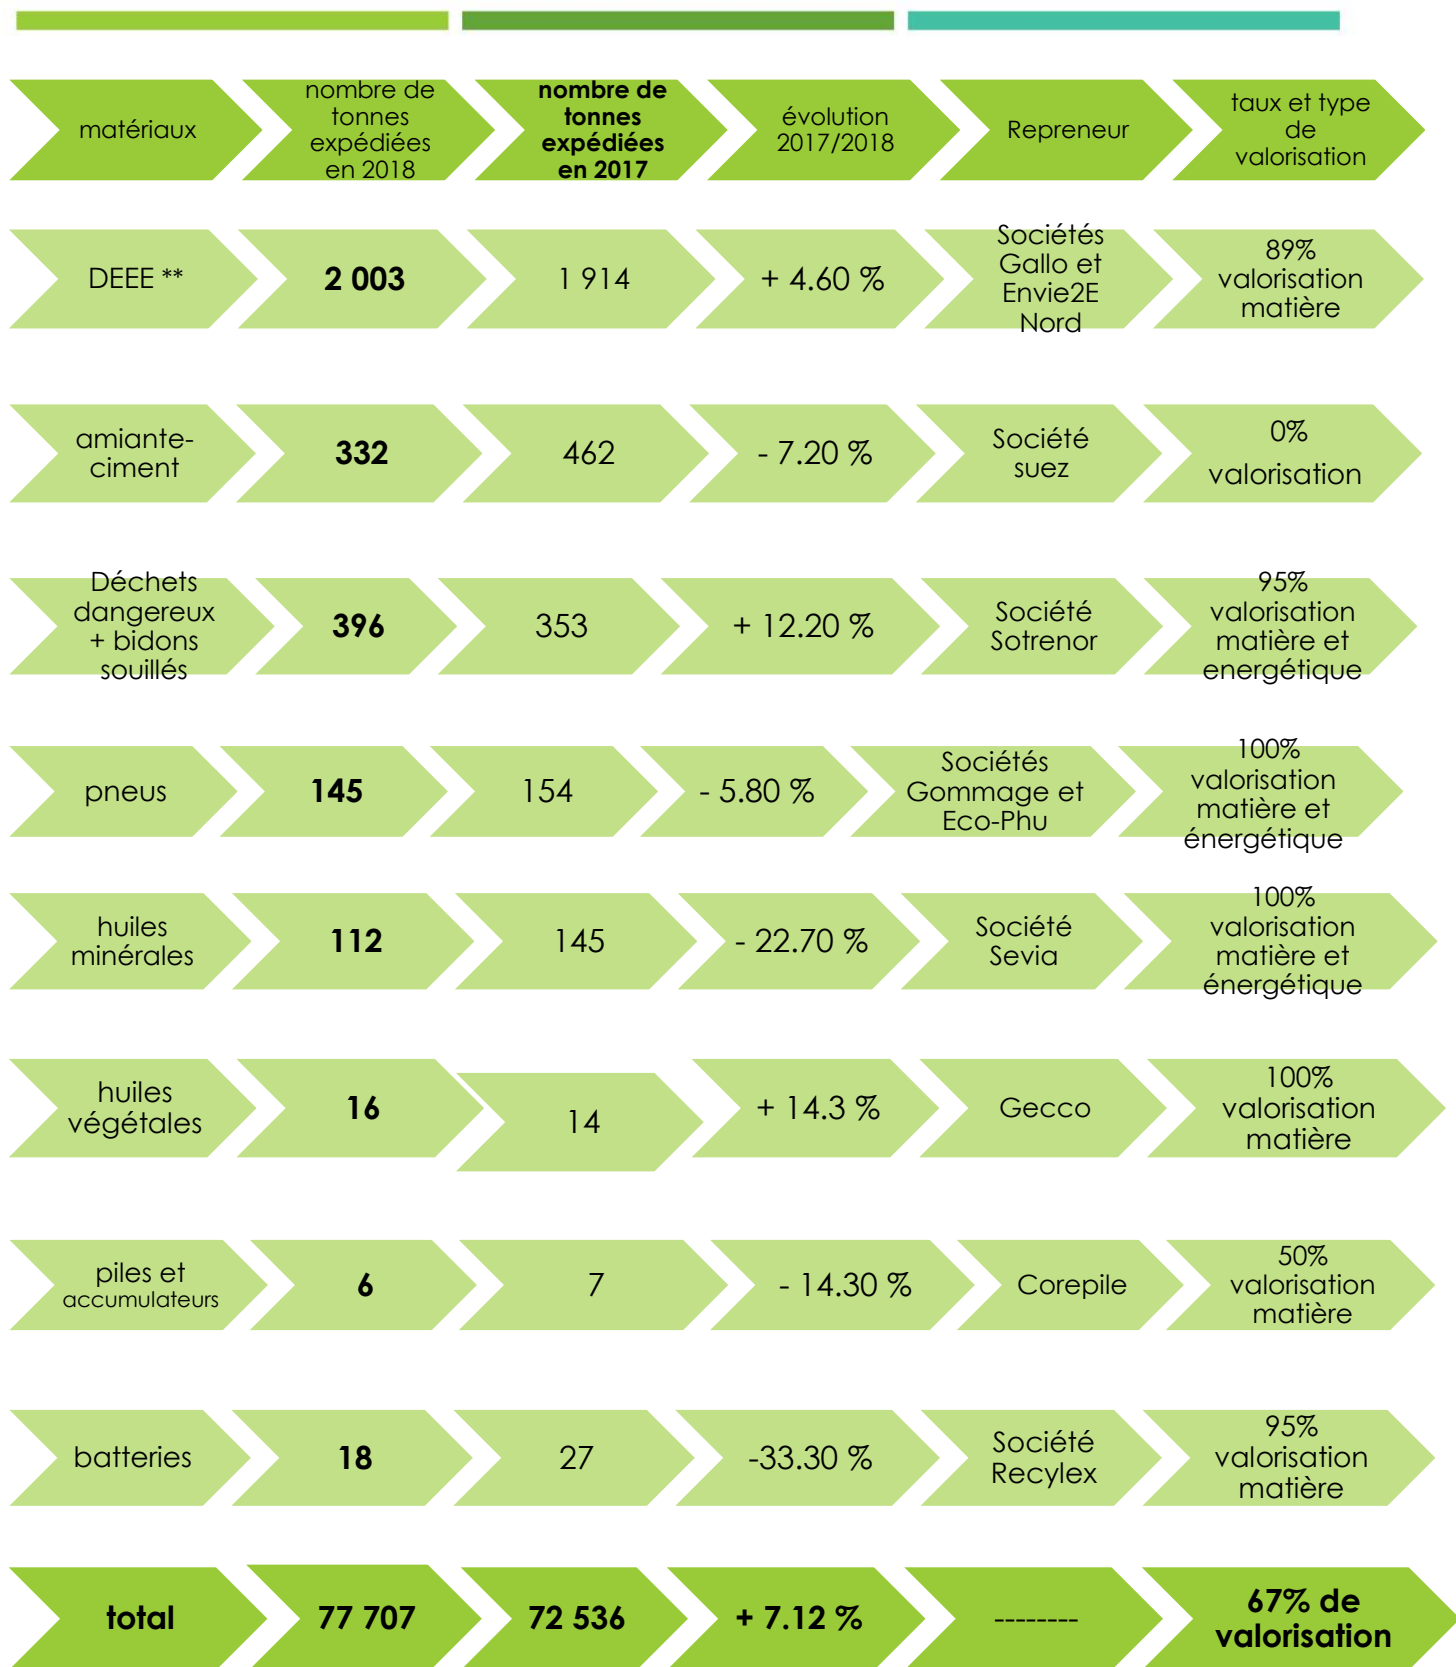 matériaux
nombre de
tonnes
expédiées
en 2018
nombre de
tonnes
expédiées
en 2017
évolution
2017/2018
Repreneur
taux et type
de
valorisation
DEEE **
2 003
1 914
+ 4.60 %
Sociétés
Gallo et
Envie2E
Nord
89%
valorisation
matière
amiante-
ciment
332
462
- 7.20 %
Société
suez
0%
valorisation
Déchets
dangereux
+ bidons
souillés
396
353
+ 12.20 %
Société
Sotrenor
95%
valorisation
matière et
energétique
pneus
145
154
- 5.80 %
Sociétés
Gommage et
Eco-Phu
100%
valorisation
matière et
énergétique
huiles
minérales
112
145
- 22.70 %
Société
Sevia
100%
valorisation
matière et
énergétique
huiles
végétales
16
14
+ 14.3 %
Gecco
100%
valorisation
matière
piles et
accumulateurs
6
7
- 14.30 %
Corepile
50%
valorisation
matière
batteries
18
27
-33.30 %
Société
Recylex
95%
valorisation
matière
total
77 707
72 536
+ 7.12 %
--------
67% de
valorisation